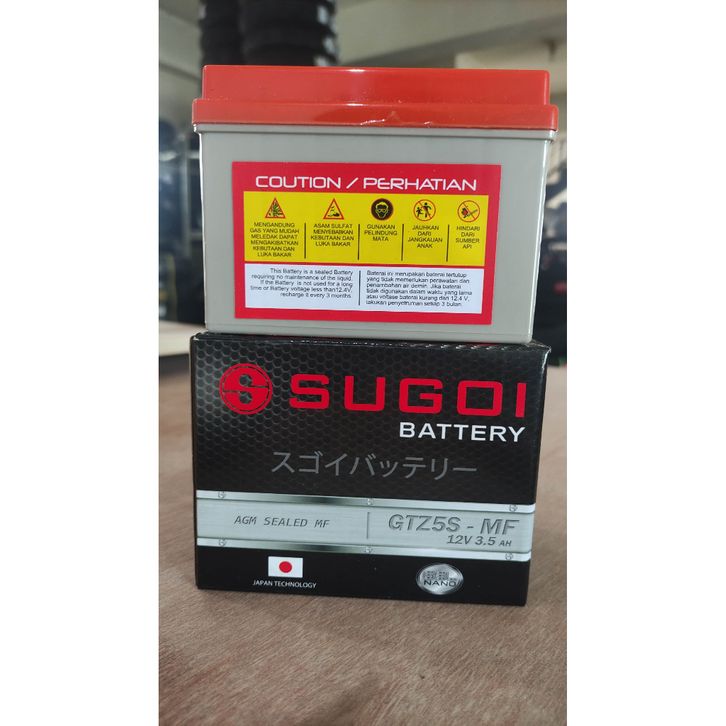 COUTION / PERHATIAN
MENGANDUNG
GAS YANG MUDAH
MELEDAK DAPAT
MENGAKIBATKAN
KEBUTAAN DAN
LUKA BAKAR
ASAM SULFAT
MENYEBABKAN
KEBUTAAN DAN
LUKA BAKAR
GUNAKAN
PELINDUNG
MATA
JAUHKAN
DARI
JANGKAUAN
ANAK
HINDARI
DARI
SUMBER
API
This Battery is a sealed Battery
requiring no maintenance of the liquid.
If the Battery is not used for a long
time or Battery voltage less than12.4V,
recharge it every 3 months.
Baterai ini merupakan baterai tertutup
yang tidak memerlukan perawatan dan
penambahan air demin. Jika baterai
tidak digunakan dalam waktu yang lama
atau voltase baterai kurang dari 12.4 V,
lakukan penyetruman setiap 3 bulan.
S SUGOI
BATTERY
スゴイバッテリー
AGM SEALED MF
GTZ5S - MF
12V 3.5 AH
JAPAN TECHNOLOGY
NANO